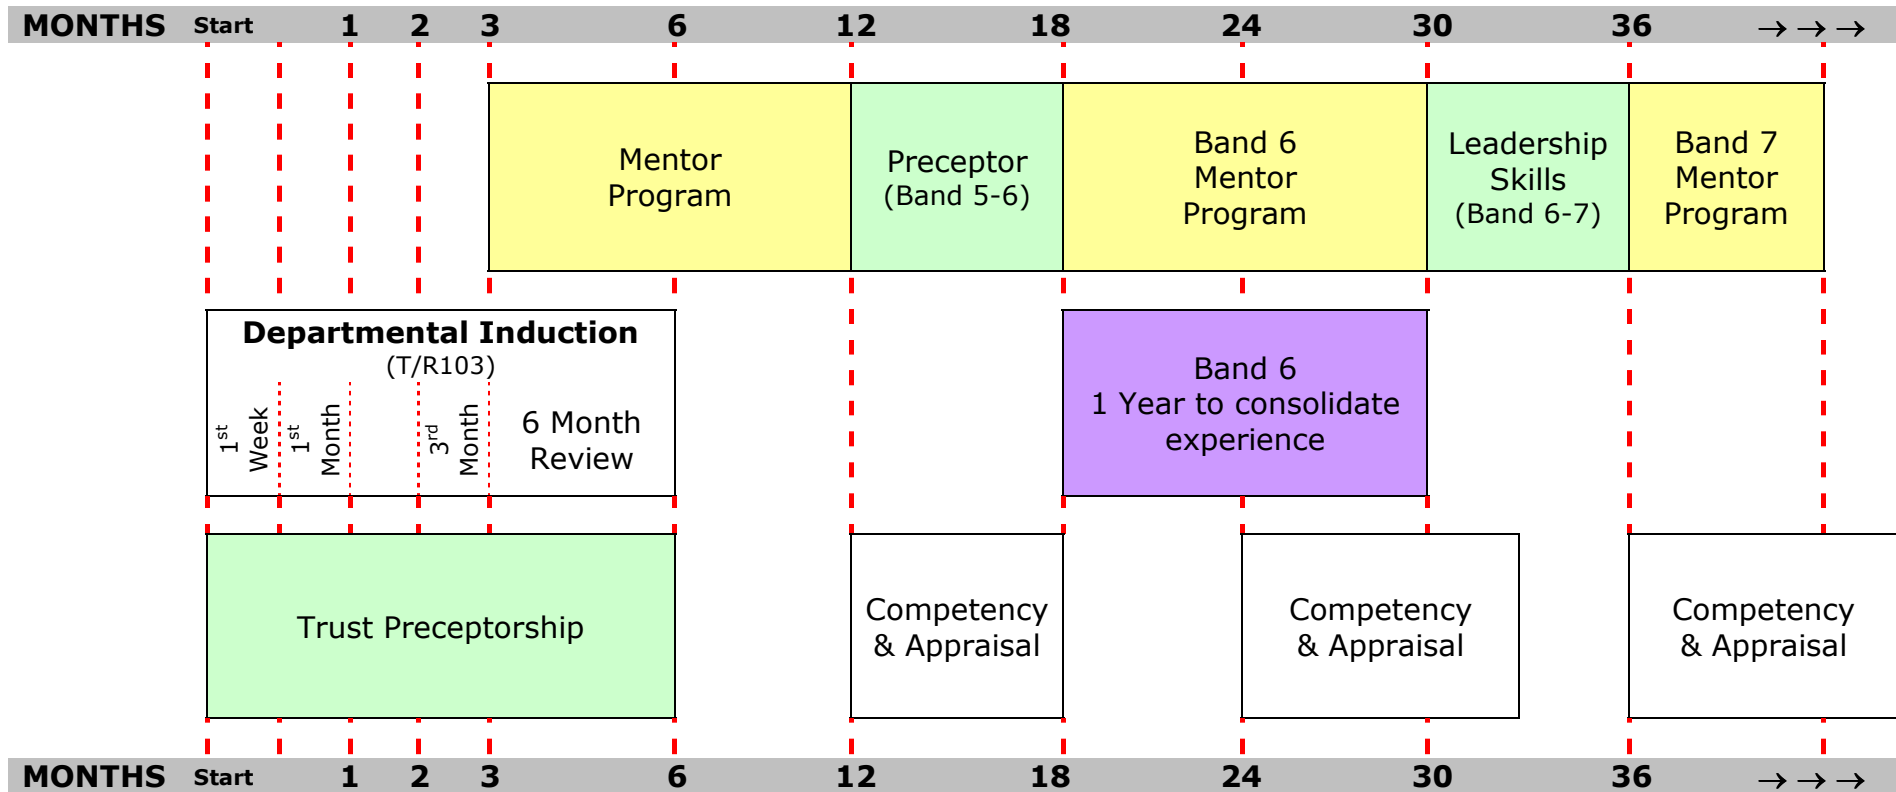 MONTHS Start 1 2 3 6 12 18 24 30 36 → → →
Mentor
Program
Preceptor
(Band 5-6)
Band 6
Mentor
Program
Leadership
Skills
(Band 6-7)
Band 7
Mentor
Program
Departmental Induction
(T/R103)
1st
Week
1st
Month
3rd
Month
6 Month
Review
Band 6
1 Year to consolidate
experience
Trust Preceptorship
Competency
& Appraisal
Competency
& Appraisal
Competency
& Appraisal
MONTHS Start 1 2 3 6 12 18 24 30 36 → → →